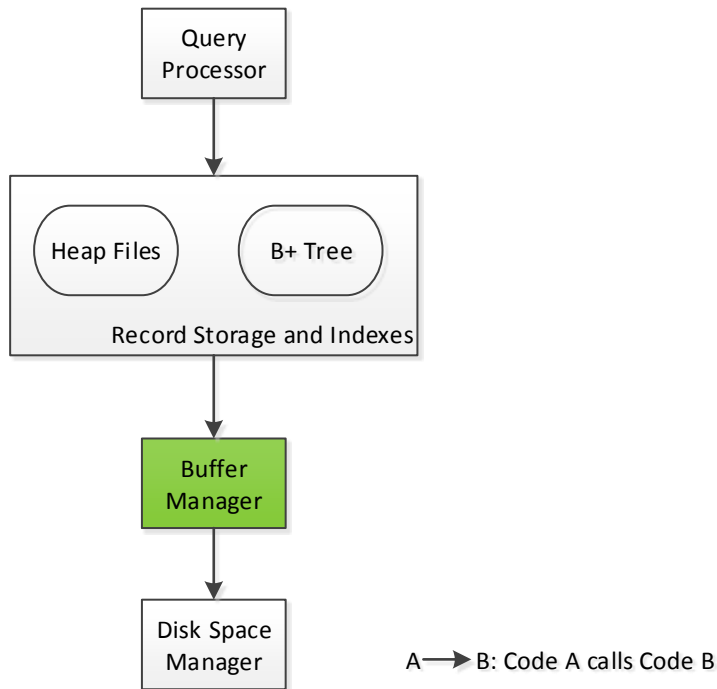 Query
Processor
Heap Files
B+ Tree
Record Storage and Indexes
Buffer
Manager
Disk Space
Manager
A B: Code A calls Code B